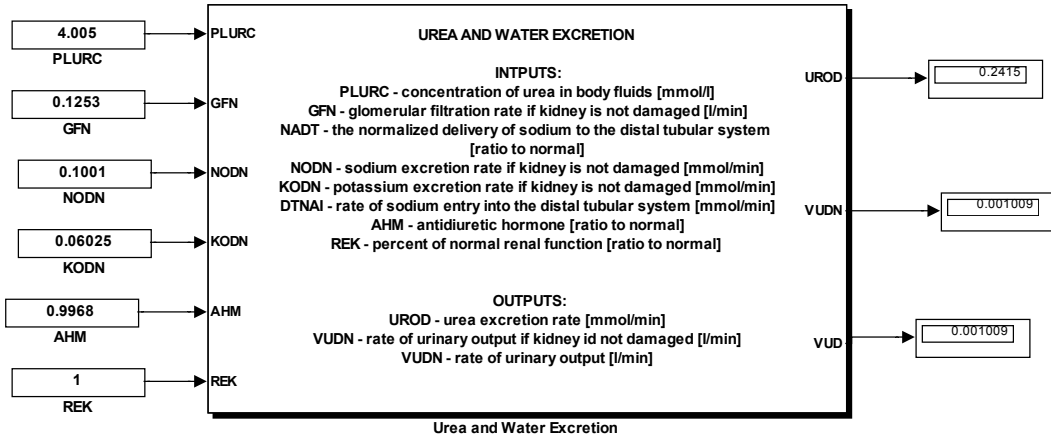 4.005
PLURC
0.1253
GFN
0.1001
NODN
0.06025
KODN
0.9968
AHM
1
REK
PLURC
GFN
NODN
KODN
AHM
REK
UREA AND WATER EXCRETION
INTPUTS:
PLURC - concentration of urea in body fluids [mmol/l]
GFN - glomerular filtration rate if kidney is not damaged [l/min]
NADT - the normalized delivery of sodium to the distal tubular system
[ratio to normal]
NODN - sodium excretion rate if kidney is not damaged [mmol/min]
KODN - potassium excretion rate if kidney is not damaged [mmol/min]
DTNAI - rate of sodium entry into the distal tubular system [mmol/min]
AHM - antidiuretic hormone [ratio to normal]
REK - percent of normal renal function [ratio to normal]
OUTPUTS:
UROD - urea excretion rate [mmol/min]
VUDN - rate of urinary output if kidney id not damaged [l/min]
VUDN - rate of urinary output [l/min]
UROD
VUDN
VUD
0.2415
0.001009
0.001009
Urea and Water Excretion